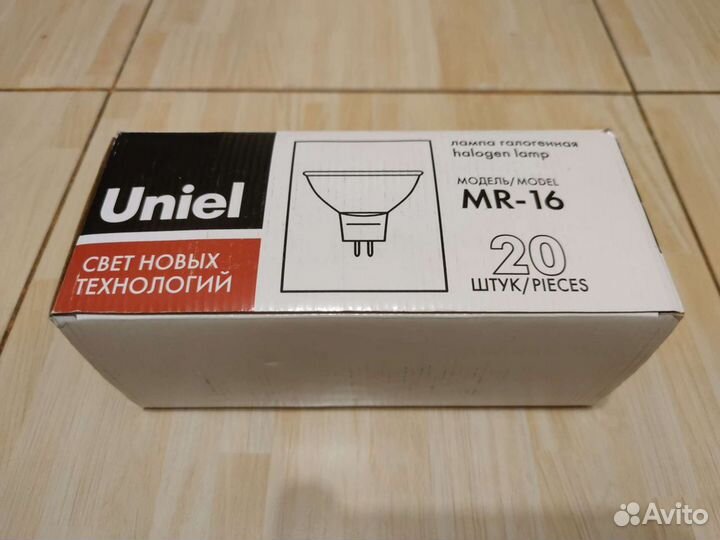 Uniel
СВЕТ НОВЫХ
ТЕХНОЛОГИЙ
лампа галогенная
halogen lamp
МОДЕЛЬ/MODEL
MR-16
20
ШТУК/PIECES
Avito